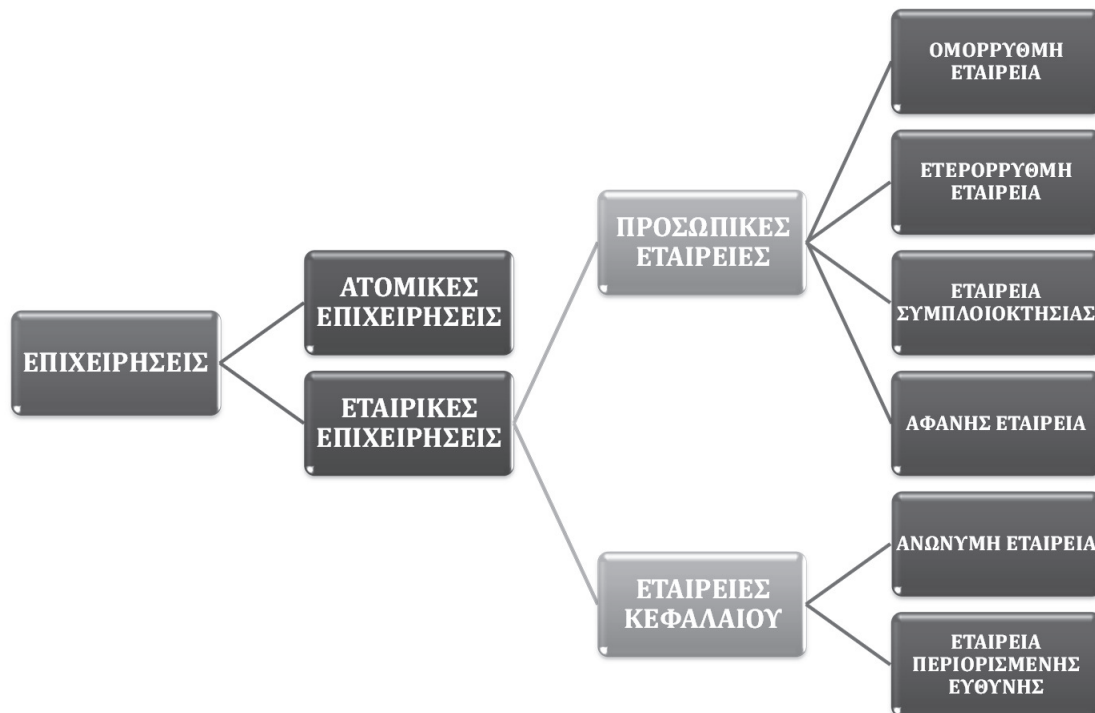 ΕΠΙΧΕΙΡΗΣΕΙΣ
ΑΤΟΜΙΚΕΣ
ΕΠΙΧΕΙΡΗΣΕΙΣ
ΕΤΑΙΡΙΚΕΣ
ΕΠΙΧΕΙΡΗΣΕΙΣ
ΠΡΟΣΩΠΙΚΕΣ
ΕΤΑΙΡΕΙΕΣ
ΟΜΟΡΡΥΘΜΗ
ΕΤΑΙΡΕΙΑ
ΕΤΕΡΟΡΡΥΘΜΗ
ΕΤΑΙΡΕΙΑ
ΕΤΑΙΡΕΙΑ
ΣΥΜΠΛΟΙΟΚΤΗΣΙΑΣ
ΑΦΑΝΗΣ ΕΤΑΙΡΕΙΑ
ΕΤΑΙΡΕΙΕΣ
ΚΕΦΑΛΑΙΟΥ
ΑΝΩΝΥΜΗ ΕΤΑΙΡΕΙΑ
ΕΤΑΙΡΕΙΑ
ΠΕΡΙΟΡΙΣΜΕΝΗΣ
ΕΥΘΥΝΗΣ